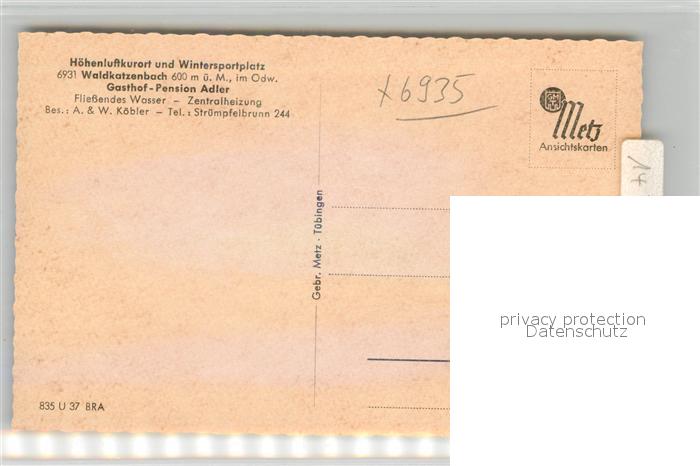 Höhenluftkurort und Wintersportplatz
6931 Waldkatzenbach 600 m ü. M., im Odw.
Gasthof-Pension Adler
Fließendes Wasser – Zentralheizung
Bes.: A. & W. Köbler – Tel.: Strümpfelbrunn 244
x6935
Metz
Ansichtskarten
14
Gebr. Metz · Tübingen
privacy protection
Datenschutz
835 U 37 BRA